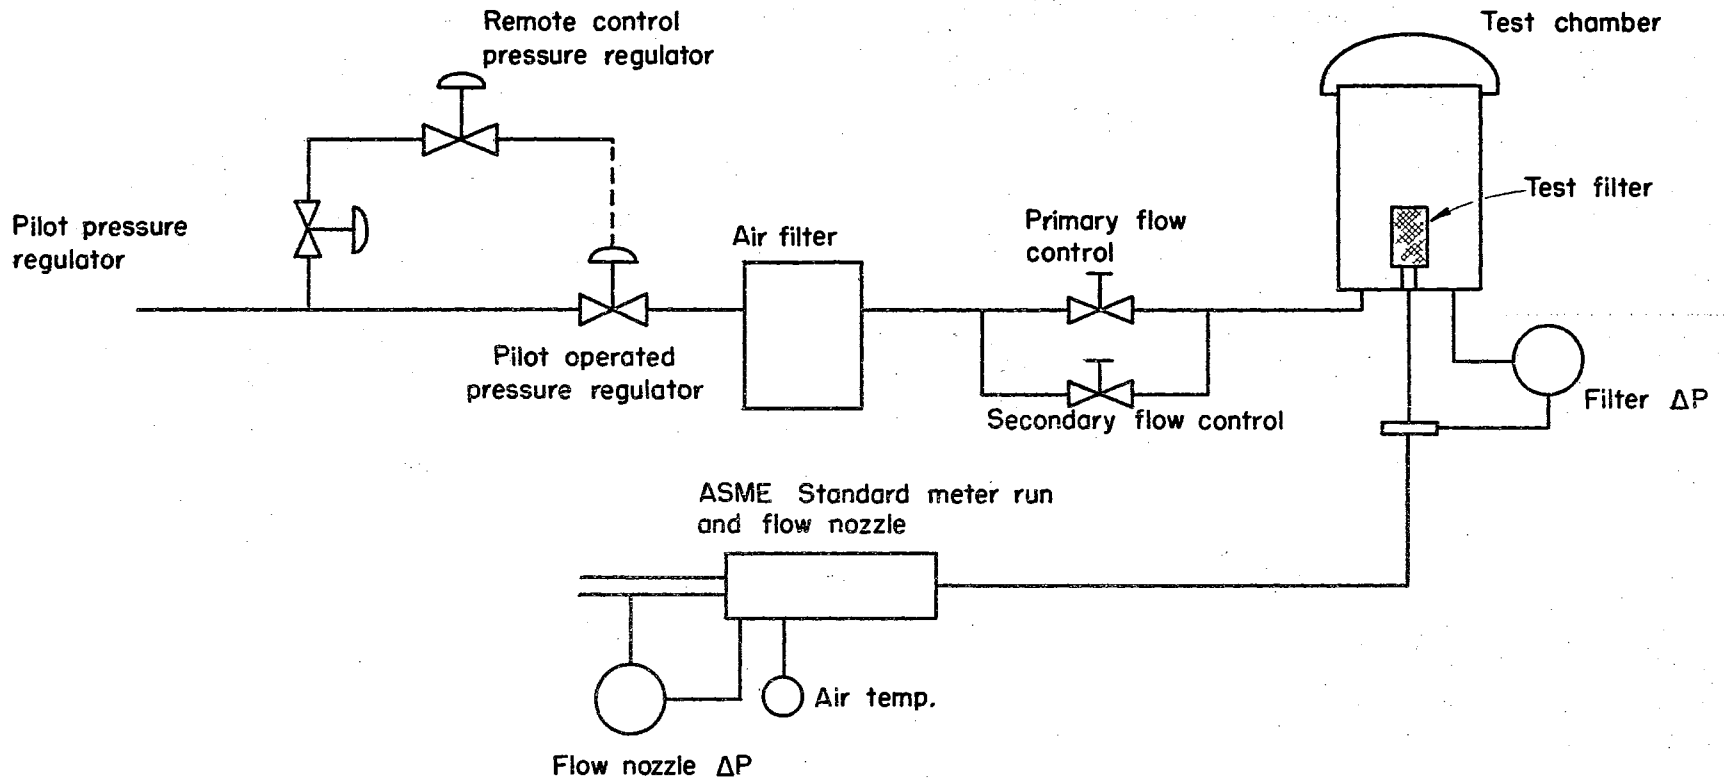 Remote control
pressure regulator
Test chamber
Pilot pressure
regulator
Air filter
Primary flow
control
Test filter
Pilot operated
pressure regulator
Secondary flow control
Filter ΔP
ASME Standard meter run
and flow nozzle
Air temp.
Flow nozzle ΔP